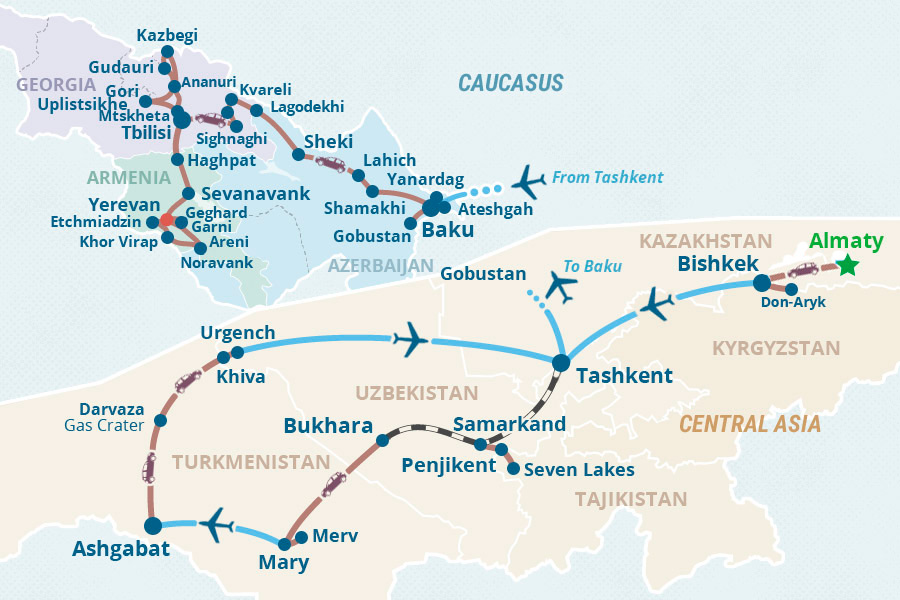 Kazbegi
Gudauri
CAUCASUS
GEORGIA
Gori
Ananuri
Kvareli
Uplistsikhe
Lagodekhi
Mtskheta
Tbilisi
Sighnaghi
Sheki
Haghpat
Lahich
ARMENIA
Yanardag
From Tashkent
Sevanavank
Yerevan
Shamakhi
Ateshgah
Etchmiadzin
Geghard
Garni
Baku
Khor Virap
Areni
Gobustan
Noravank
AZERBAIJAN
KAZAKHSTAN
Almaty
Gobustan
To Baku
Bishkek
Don-Aryk
Urgench
KYRGYZSTAN
Khiva
Tashkent
UZBEKISTAN
Darvaza
Gas Crater
Bukhara
Samarkand
CENTRAL ASIA
TURKMENISTAN
Penjikent
Seven Lakes
TAJIKISTAN
Ashgabat
Merv
Mary